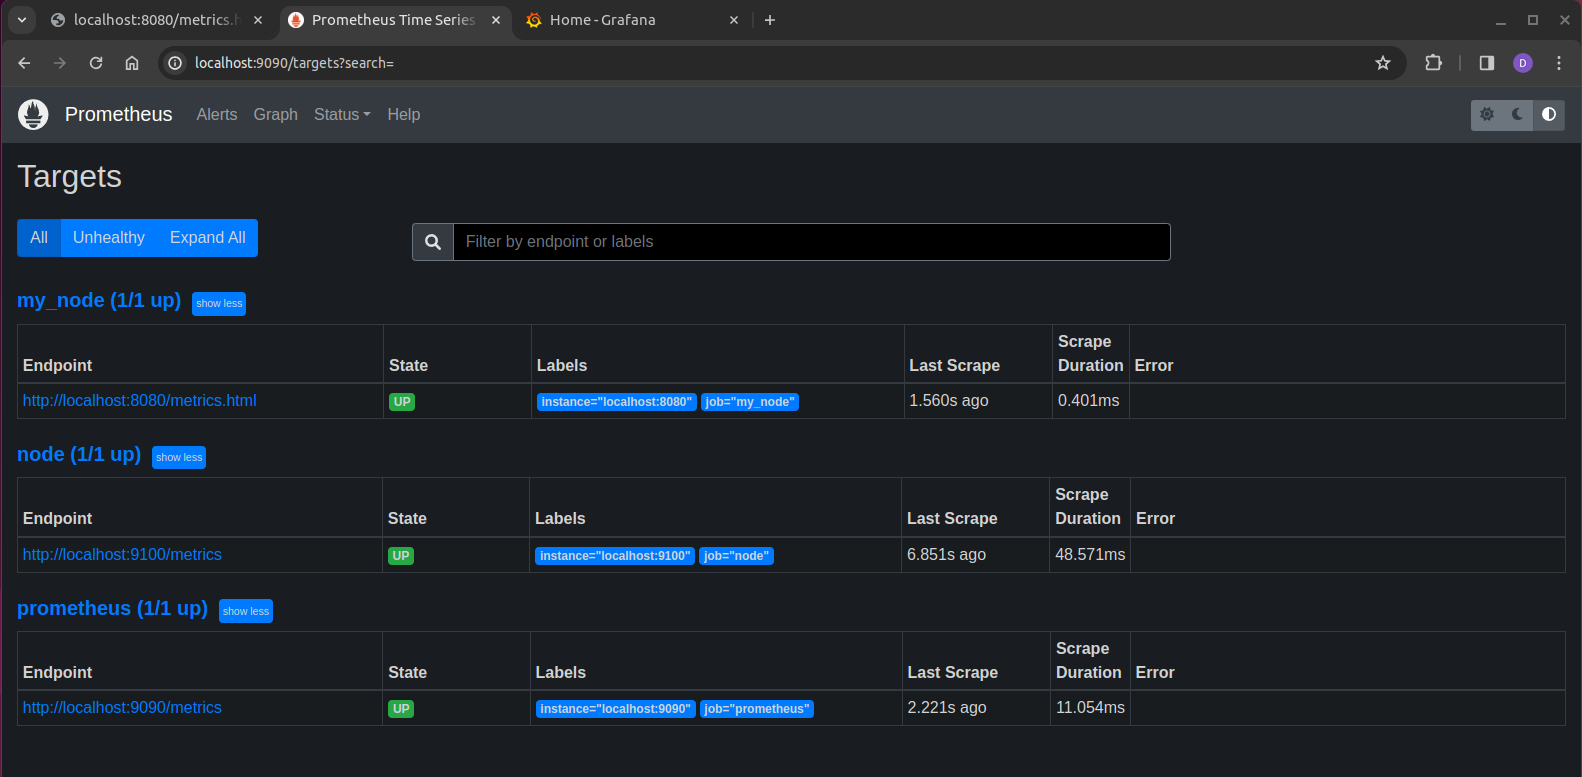 localhost:8080/metrics.h
Prometheus Time Series
Home - Grafana
localhost:9090/targets?search=
D
Prometheus Alerts Graph Status Help
Targets
All Unhealthy Expand All
Filter by endpoint or labels
my_node (1/1 up) show less
Endpoint State Labels Last Scrape Scrape Duration Error
http://localhost:8080/metrics.html UP instance="localhost:8080" job="my_node" 1.560s ago 0.401ms
node (1/1 up) show less
Endpoint State Labels Last Scrape Scrape Duration Error
http://localhost:9100/metrics UP instance="localhost:9100" job="node" 6.851s ago 48.571ms
prometheus (1/1 up) show less
Endpoint State Labels Last Scrape Scrape Duration Error
http://localhost:9090/metrics UP instance="localhost:9090" job="prometheus" 2.221s ago 11.054ms